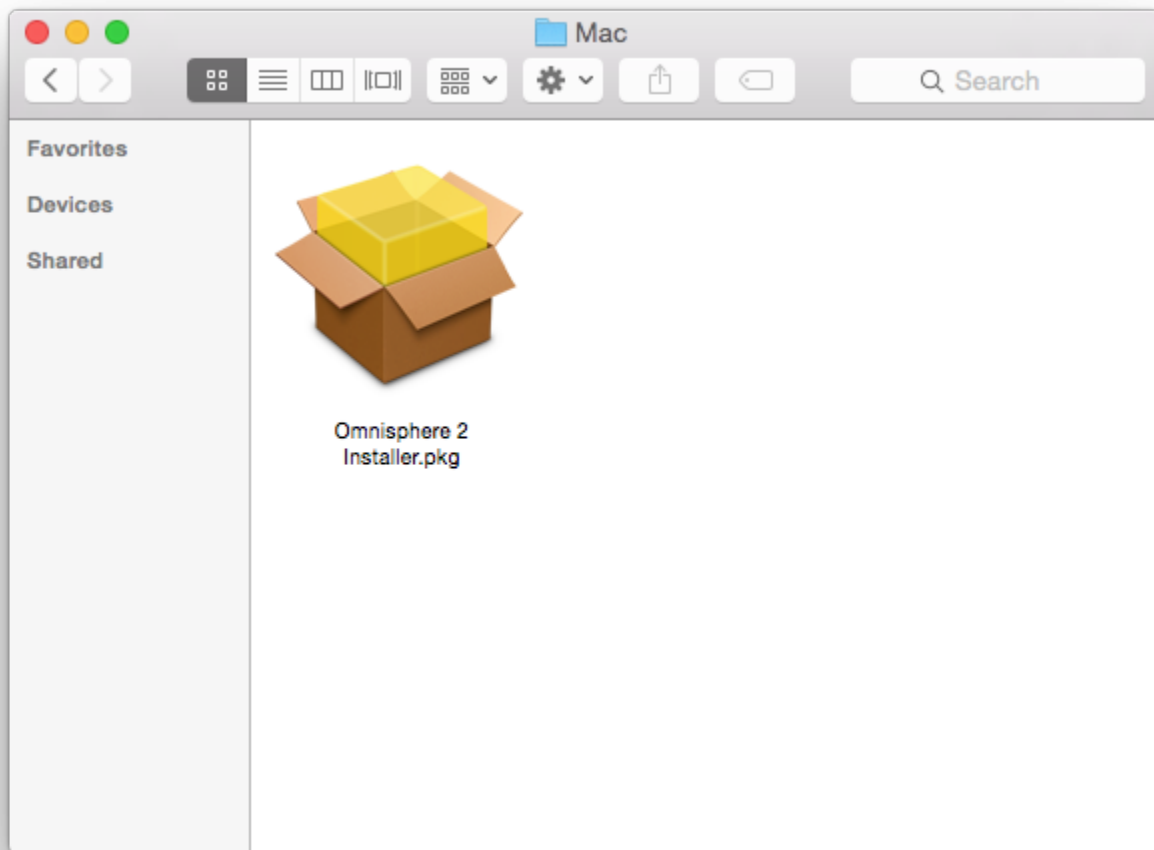 Mac
Search
Favorites
Devices
Shared
Omnisphere 2
Installer.pkg